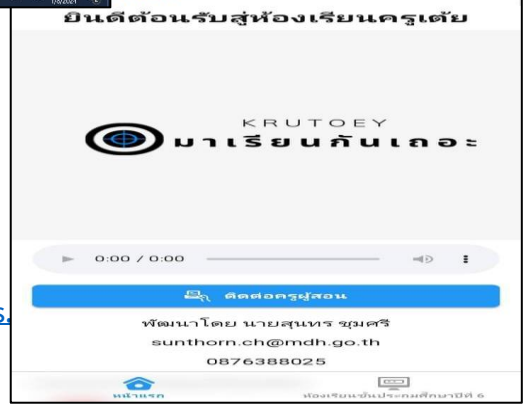 ยินดีต้อนรับสู่ห้องเรียนครูเต้ย
KRUTOEY
มาเรียนกันเถอะ
0:00 / 0:00
ติดต่อครูผู้สอน
s.
พัฒนาโดย นายสุนทร ชุมศรี
sunthorn.ch@mdh.go.th
0876388025
หน้าแรก
ห้องเรียนชั้นประถมศึกษาปีที่ 6